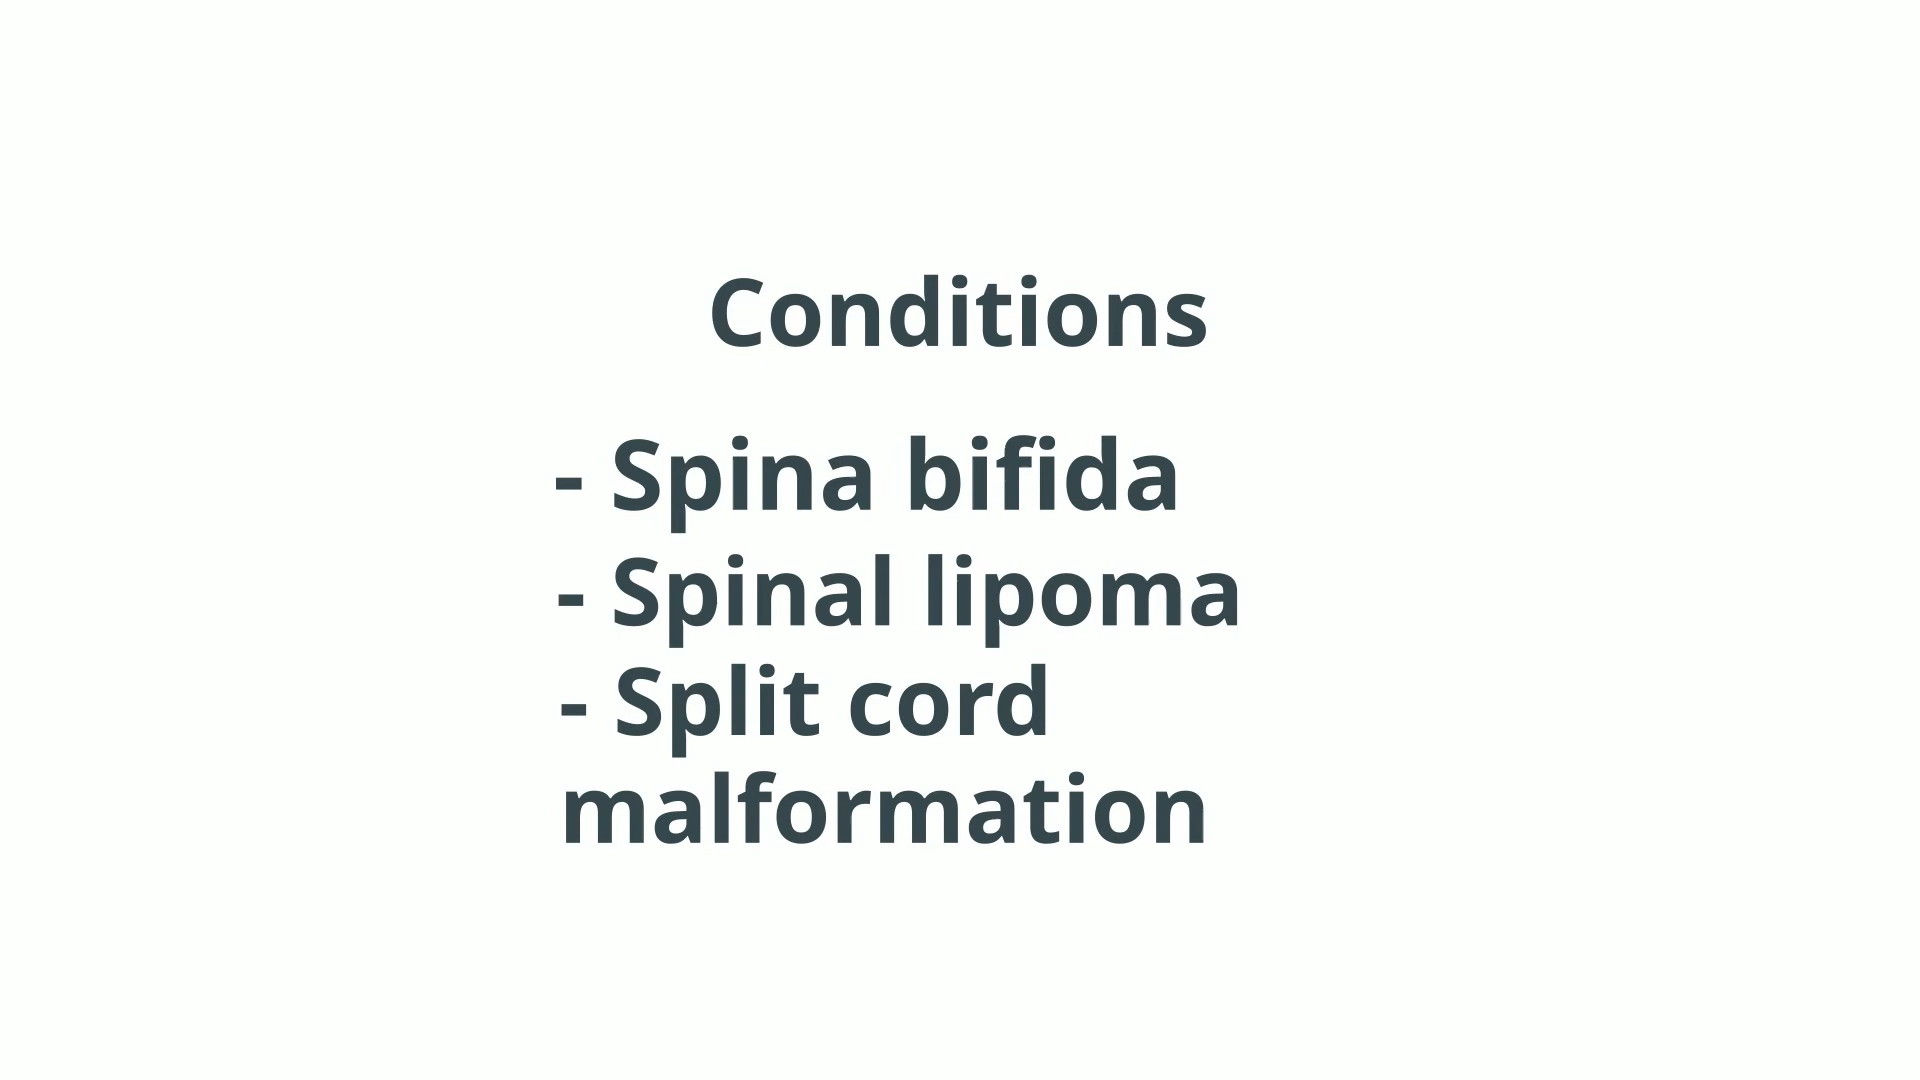 Conditions
- Spina bifida
- Spinal lipoma
- Split cord
malformation